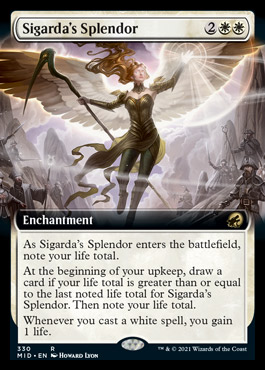 Sigarda's Splendor 2
Enchantment
As Sigarda's Splendor enters the battlefield,
note your life total.
At the beginning of your upkeep, draw a
card if your life total is greater than or equal
to the last noted life total for Sigarda's
Splendor. Then note your life total.
Whenever you cast a white spell, you gain
1 life.
330 R
MID • EN Howard Lyon
™ & © 2021 Wizards of the Coast